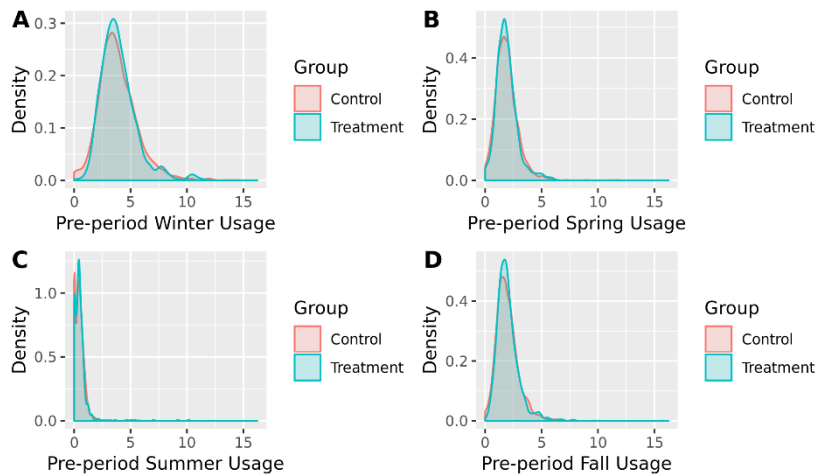 A
Density
0.3
0.2
0.1
0.0
0
5
10
15
Pre-period Winter Usage
Group
Control
Treatment
B
Density
0.4
0.2
0.0
0
5
10
15
Pre-period Spring Usage
Group
Control
Treatment
C
Density
1.0
0.5
0.0
0
5
10
15
Pre-period Summer Usage
Group
Control
Treatment
D
Density
0.4
0.2
0.0
0
5
10
15
Pre-period Fall Usage
Group
Control
Treatment